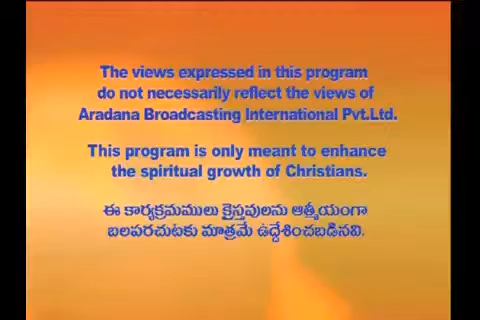 The views expressed in this program
do not necessarily reflect the views of
Aradana Broadcasting International Pvt.Ltd.
This program is only meant to enhance
the spiritual growth of Christians.
ఈ కార్యక్రమములు క్రైస్తవులను ఆత్మీయంగా
బలపరచుటకు మాత్రమే ఉద్దేశించబడినవి.